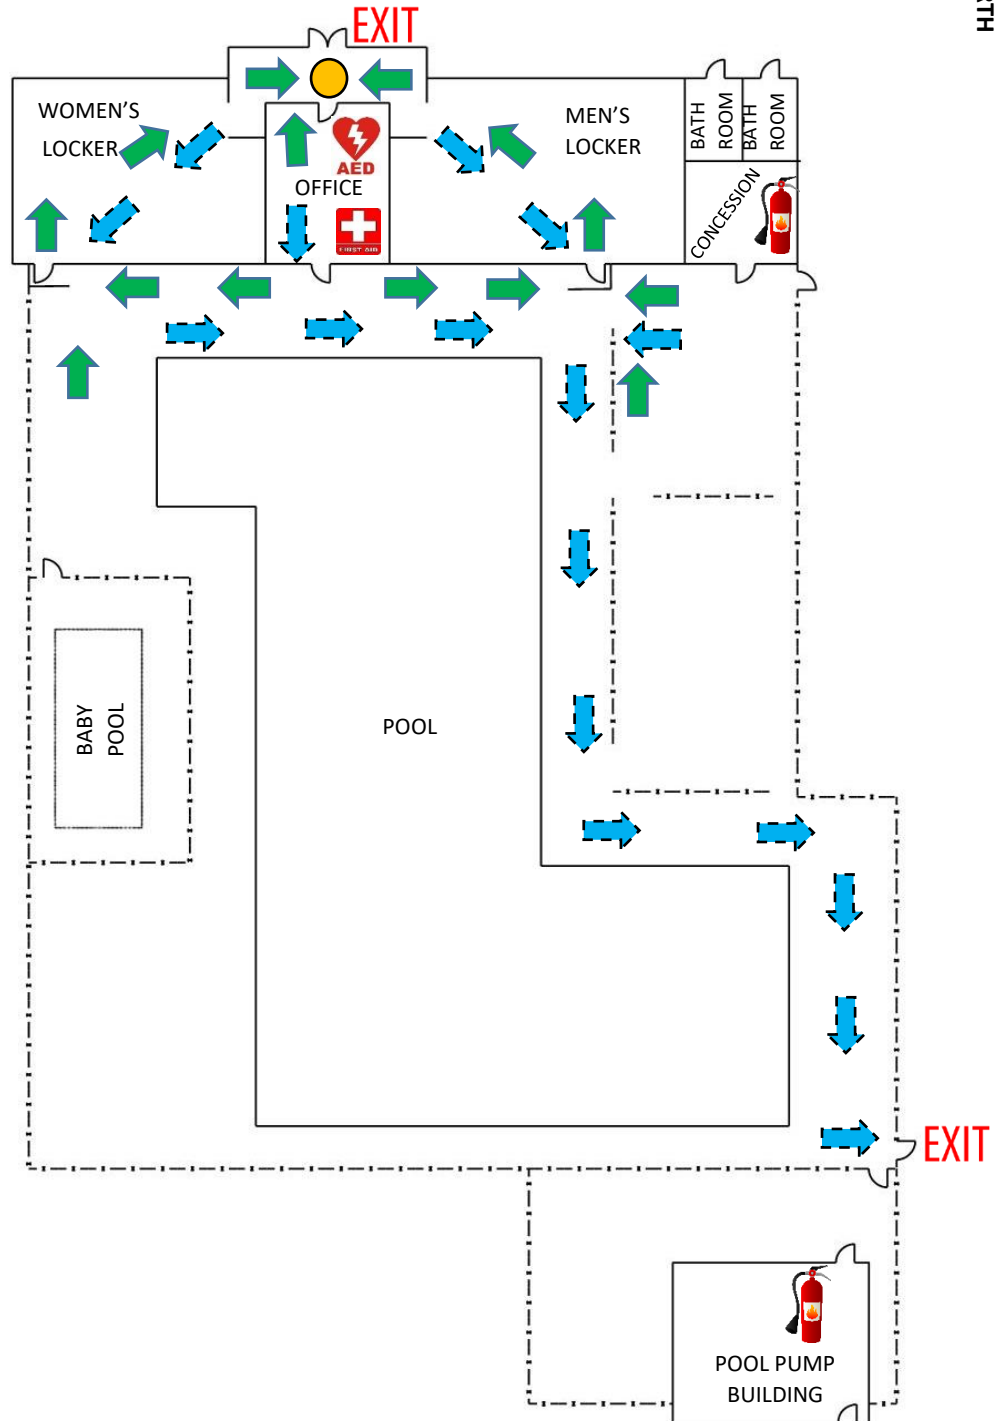 RTH
EXIT
WOMEN'S
LOCKER
MEN'S
LOCKER
BATH
ROOM
BATH
ROOM
AED
OFFICE
FIRST AID
CONCESSION
BABY
POOL
POOL
EXIT
POOL PUMP
BUILDING